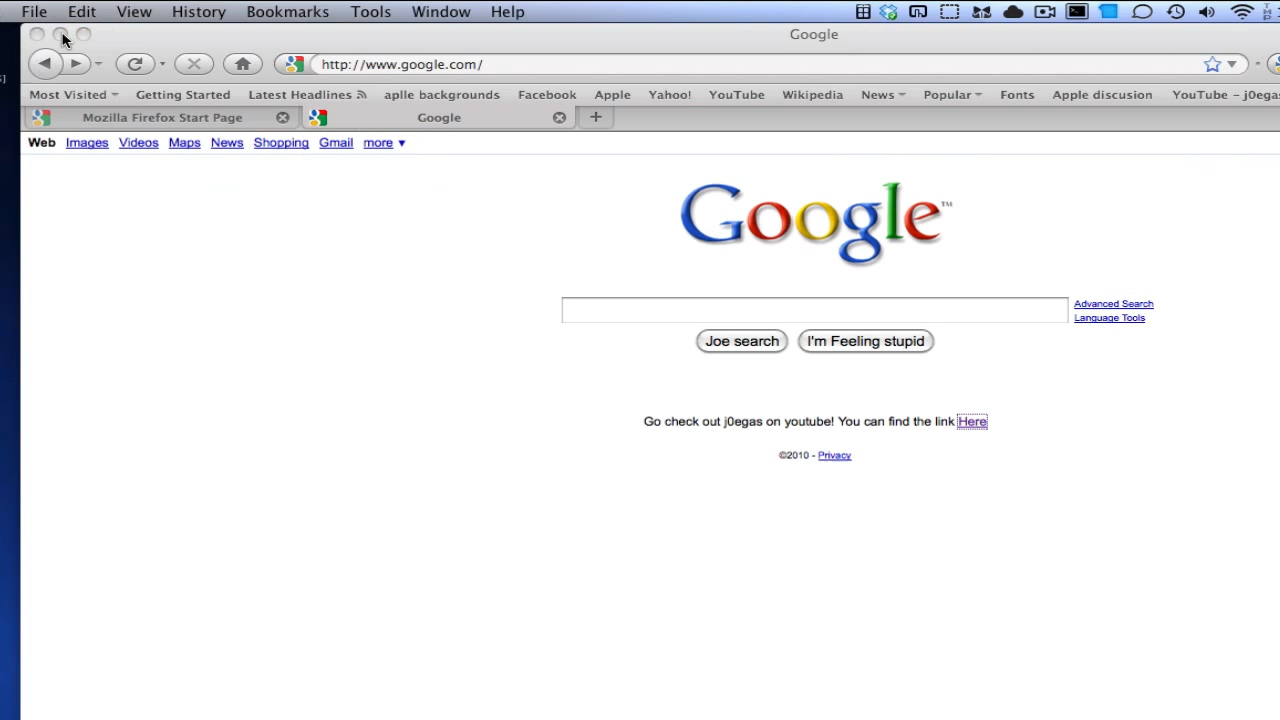 File Edit View History Bookmarks Tools Window Help
Google
http://www.google.com/
Most Visited Getting Started Latest Headlines aplle backgrounds Facebook Apple Yahoo! YouTube Wikipedia News Popular Fonts Apple discusion YouTube – j0egas
Mozilla Firefox Start Page Google +
Web Images Videos Maps News Shopping Gmail more ▼
Google™
Advanced Search
Language Tools
Joe search I'm Feeling stupid
Go check out j0egas on youtube! You can find the link Here
©2010 - Privacy